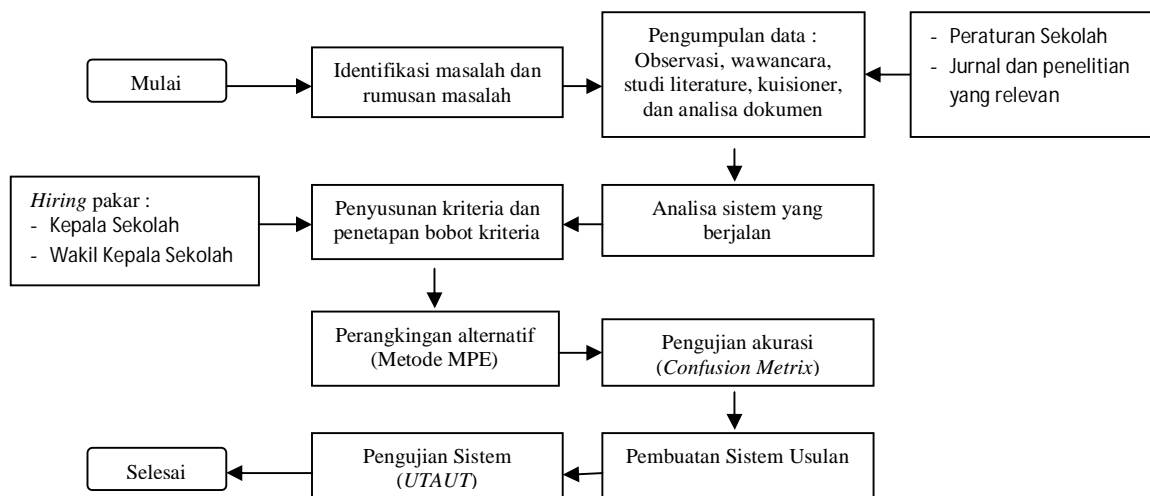 Mulai
Identifikasi masalah dan
rumusan masalah
Pengumpulan data :
Observasi, wawancara,
studi literature, kuisioner,
dan analisa dokumen
- Peraturan Sekolah
- Jurnal dan penelitian
yang relevan
Hiring pakar :
- Kepala Sekolah
- Wakil Kepala Sekolah
Penyusunan kriteria dan
penetapan bobot kriteria
Analisa sistem yang
berjalan
Perangkingan alternatif
(Metode MPE)
Pengujian akurasi
(Confusion Metrix)
Selesai
Pengujian Sistem
(UTAUT)
Pembuatan Sistem Usulan